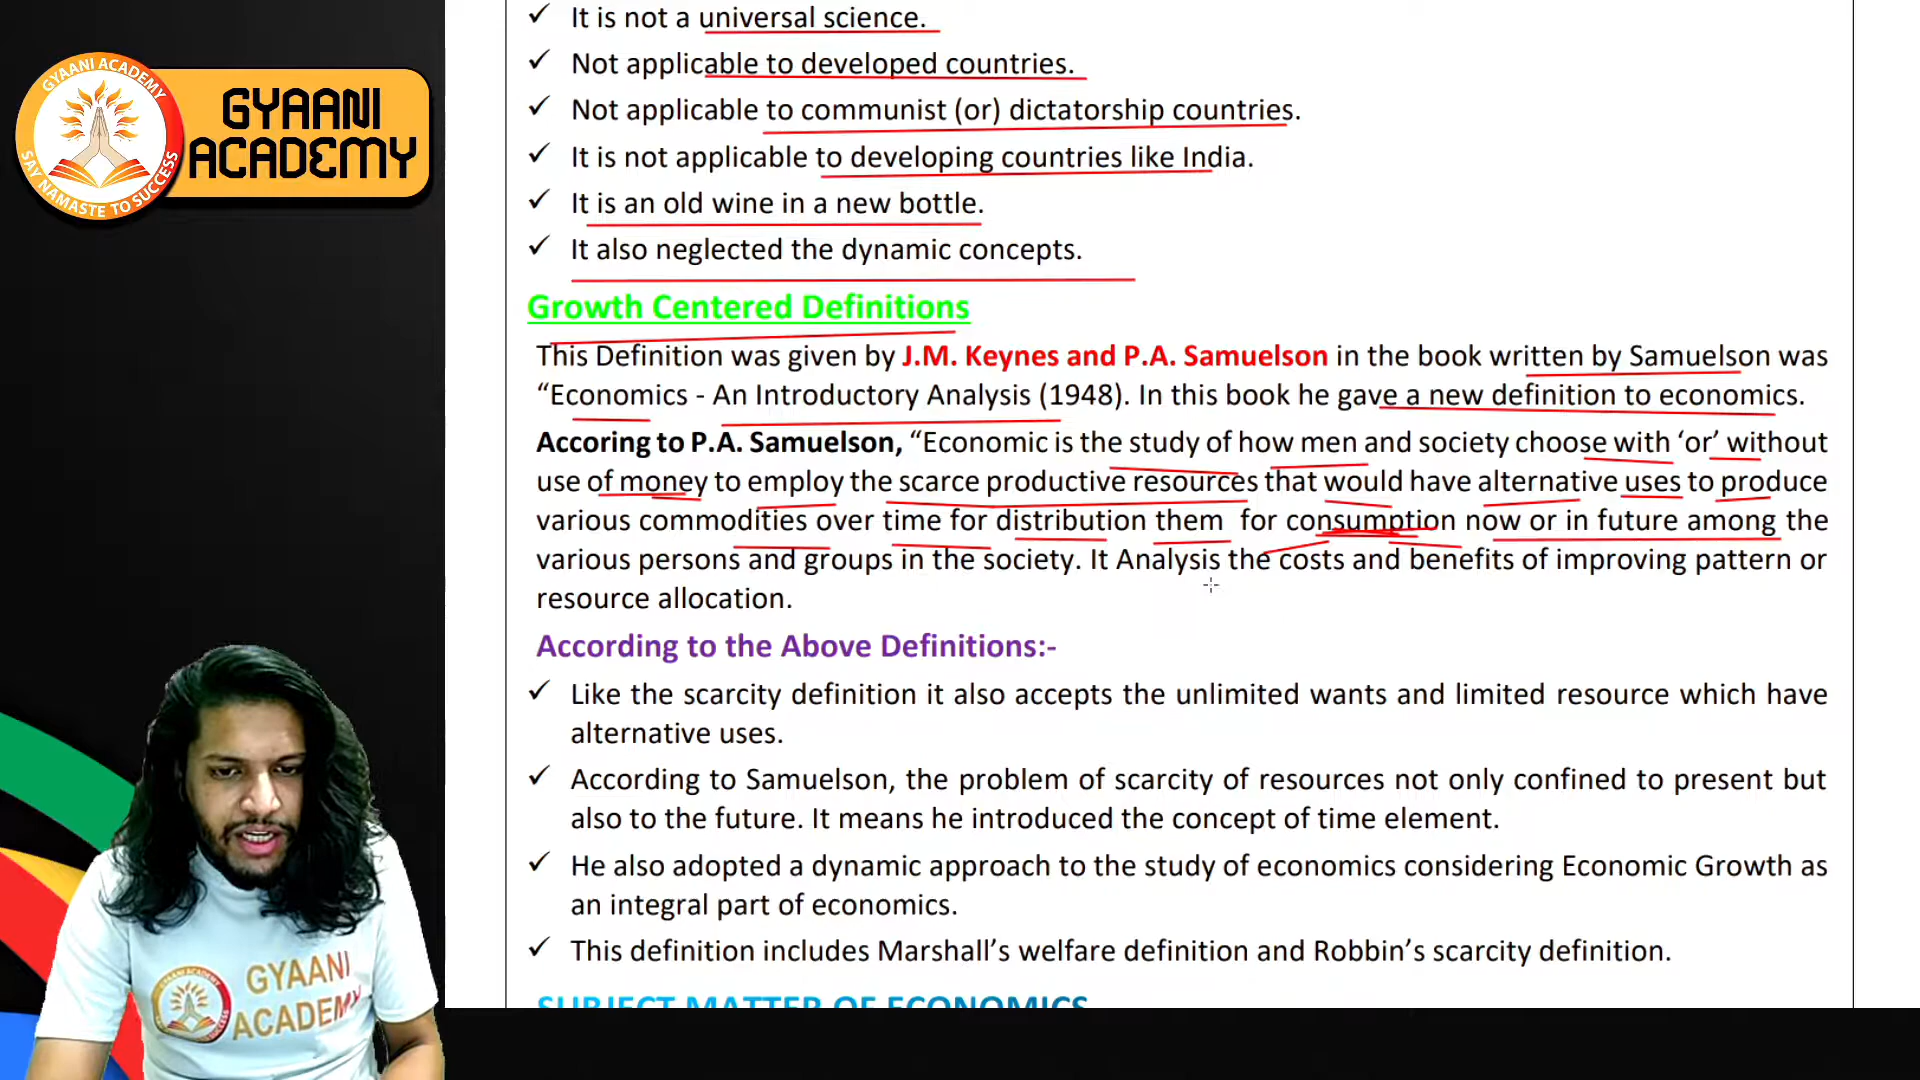 GYAANI ACADEMY
SAY NAMASTE TO SUCCESS
GYAANI
ACADEMY
✓ It is not a universal science.
✓ Not applicable to developed countries.
✓ Not applicable to communist (or) dictatorship countries.
✓ It is not applicable to developing countries like India.
✓ It is an old wine in a new bottle.
✓ It also neglected the dynamic concepts.
Growth Centered Definitions
This Definition was given by J.M. Keynes and P.A. Samuelson in the book written by Samuelson was
“Economics - An Introductory Analysis (1948). In this book he gave a new definition to economics.
Accoring to P.A. Samuelson, “Economic is the study of how men and society choose with ‘or’ without
use of money to employ the scarce productive resources that would have alternative uses to produce
various commodities over time for distribution them for consumption now or in future among the
various persons and groups in the society. It Analysis the costs and benefits of improving pattern or
resource allocation.
According to the Above Definitions:-
✓ Like the scarcity definition it also accepts the unlimited wants and limited resource which have
alternative uses.
✓ According to Samuelson, the problem of scarcity of resources not only confined to present but
also to the future. It means he introduced the concept of time element.
✓ He also adopted a dynamic approach to the study of economics considering Economic Growth as
an integral part of economics.
✓ This definition includes Marshall’s welfare definition and Robbin’s scarcity definition.
SUBJECT MATTER OF ECONOMICS
GYAANI
ACADEMY